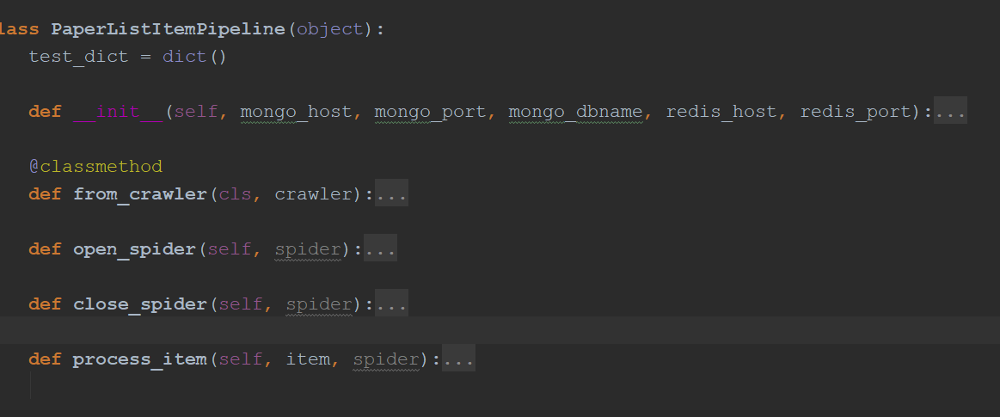 lass PaperListItemPipeline(object):
test_dict = dict()
def __init__(self, mongo_host, mongo_port, mongo_dbname, redis_host, redis_port):...
@classmethod
def from_crawler(cls, crawler):...
def open_spider(self, spider):...
def close_spider(self, spider):...
def process_item(self, item, spider):...